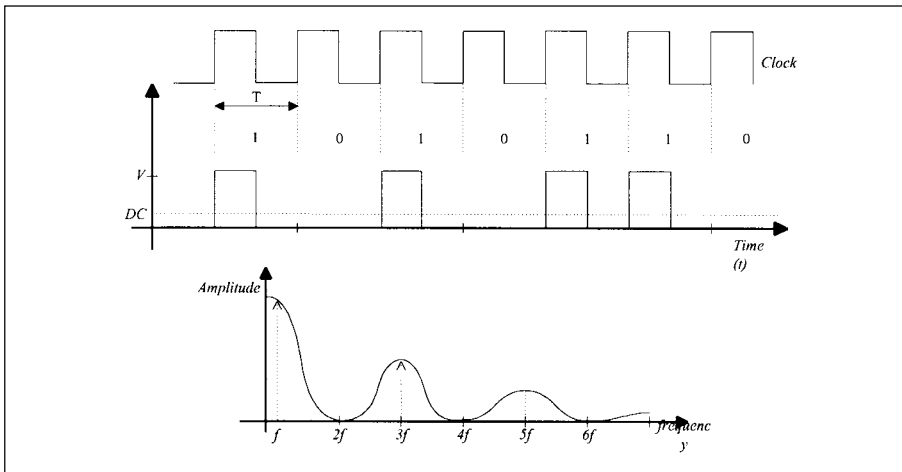 Clock
T
1 0 1 0 1 1 0
V
DC
Time
(t)
Amplitude
f 2f 3f 4f 5f 6f frequenc
y